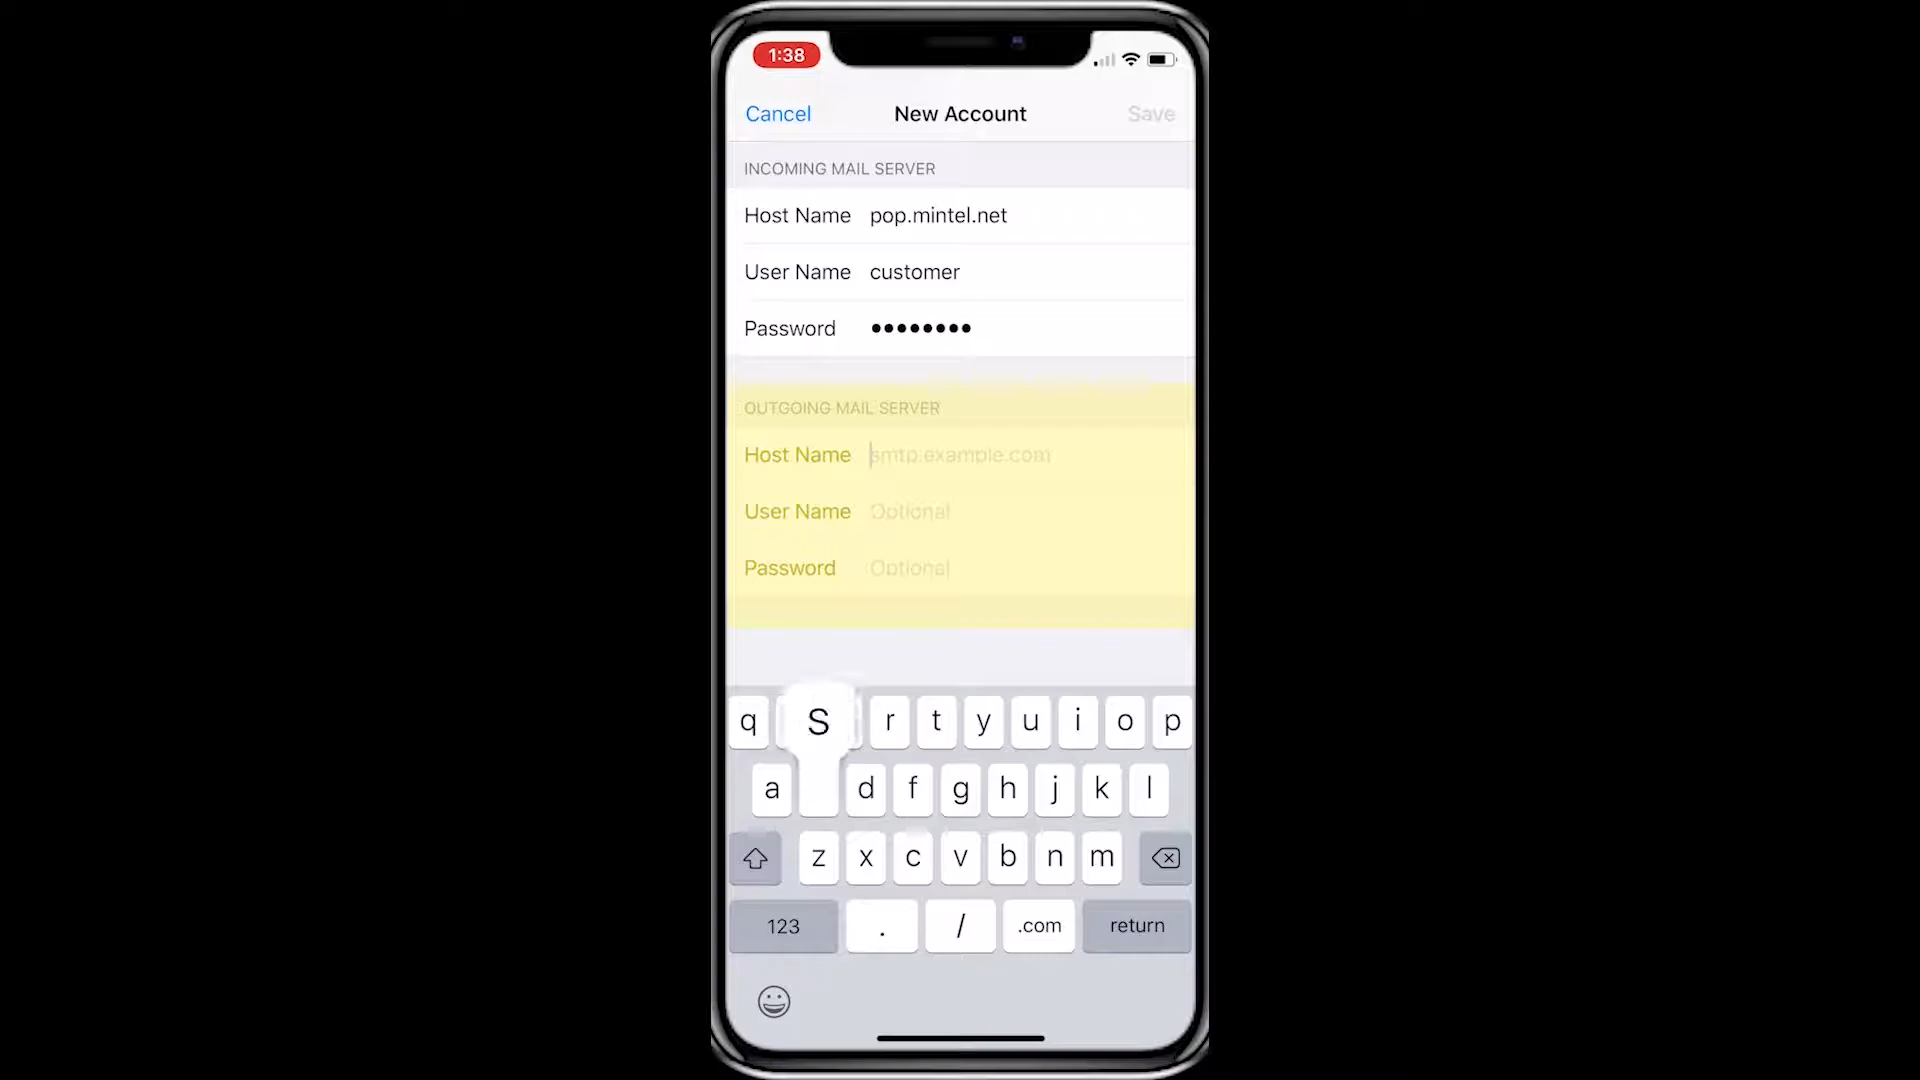 1:38
Cancel New Account Save
INCOMING MAIL SERVER
Host Name pop.mintel.net
User Name customer
Password ••••••••
OUTGOING MAIL SERVER
Host Name smtp.example.com
User Name Optional
Password Optional
q S r t y u i o p
a d f g h j k l
z x c v b n m
123 . / .com return